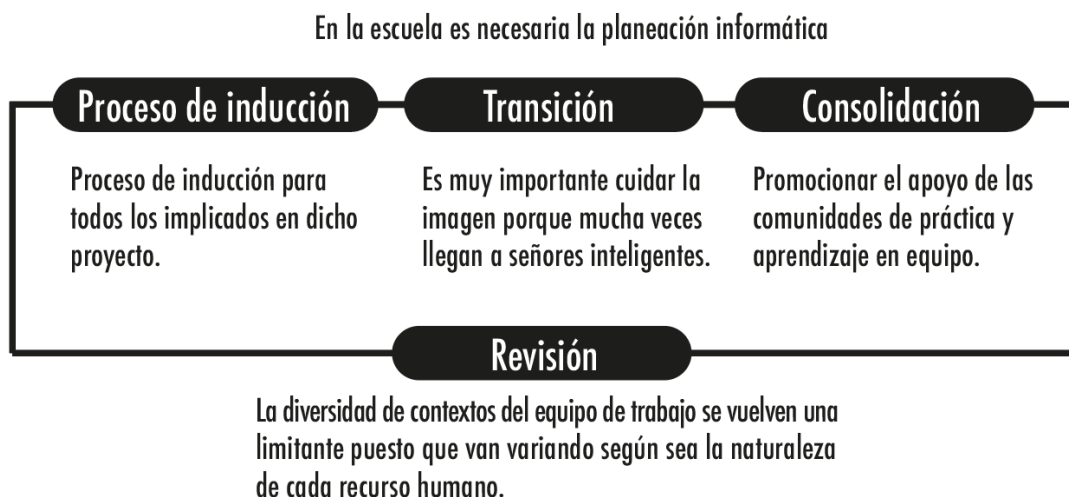 En la escuela es necesaria la planeación informática
Proceso de inducción
Transición
Consolidación
Proceso de inducción para
todos los implicados en dicho
proyecto.
Es muy importante cuidar la
imagen porque mucha veces
llegan a señores inteligentes.
Promocionar el apoyo de las
comunidades de práctica y
aprendizaje en equipo.
Revisión
La diversidad de contextos del equipo de trabajo se vuelven una
limitante puesto que van variando según sea la naturaleza
de cada recurso humano.